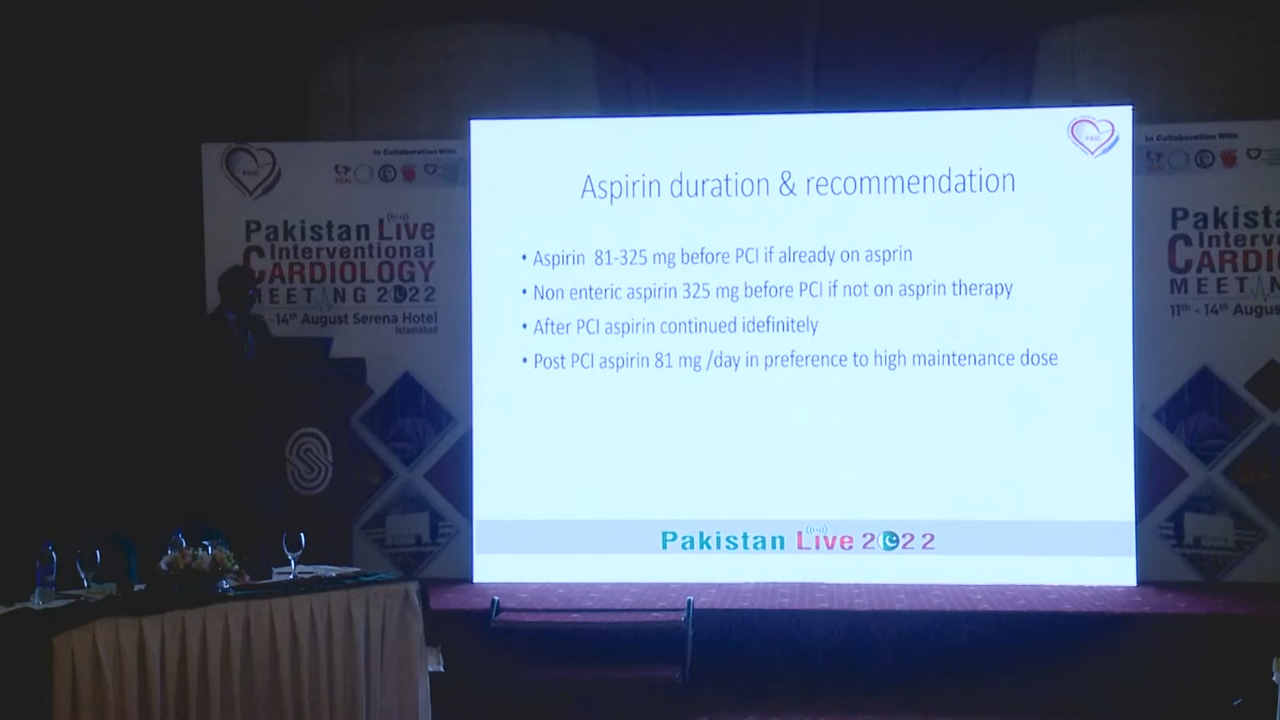 In Collaboration With
Pakistan Live
Interventional
CARDIOLOGY
MEETING 2022
- 14th August Serena Hotel
Islamabad
Aspirin duration & recommendation
• Aspirin 81-325 mg before PCI if already on asprin
• Non enteric aspirin 325 mg before PCI if not on asprin therapy
• After PCI aspirin continued idefinitely
• Post PCI aspirin 81 mg /day in preference to high maintenance dose
Pakistan Live 2022
In Collaboration With
Pakist
Interv
CARDIO
MEET
11th - 14th Augus